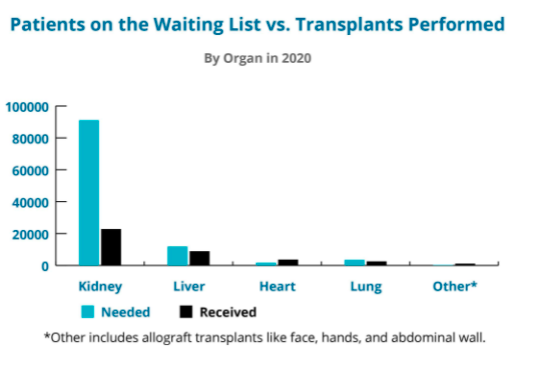 Patients on the Waiting List vs. Transplants Performed
By Organ in 2020
100000
80000
60000
40000
20000
0
Kidney Liver Heart Lung Other*
Needed Received
*Other includes allograft transplants like face, hands, and abdominal wall.